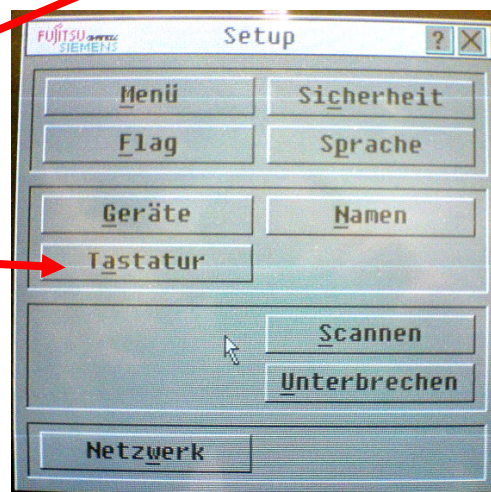 FUJITSU
SIEMENS
Setup ? X
Menü Sicherheit
Flag Sprache
Geräte Namen
Tastatur
Scannen
Unterbrechen
Netzwerk